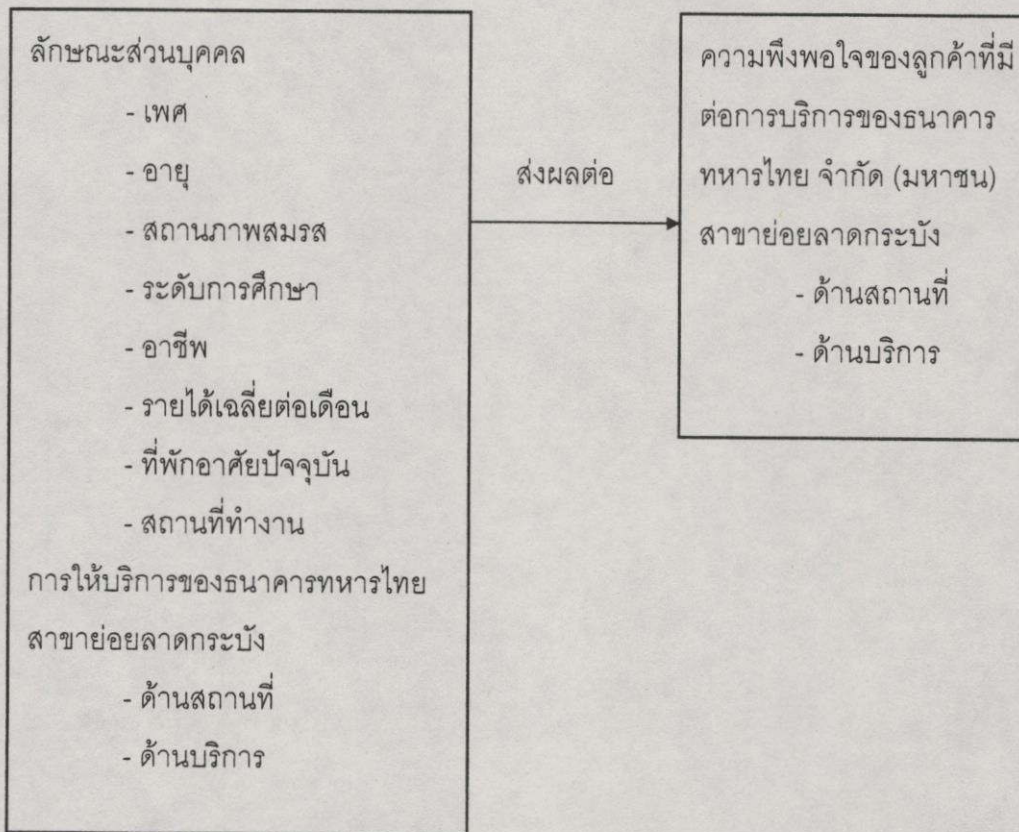 ลักษณะส่วนบุคคล
- เพศ
- อายุ
- สถานภาพสมรส
- ระดับการศึกษา
- อาชีพ
- รายได้เฉลี่ยต่อเดือน
- ที่พักอาศัยปัจจุบัน
- สถานที่ทำงาน
การให้บริการของธนาคารทหารไทย
สาขาย่อยลาดกระบัง
- ด้านสถานที่
- ด้านบริการ
ส่งผลต่อ
ความพึงพอใจของลูกค้าที่มี
ต่อการบริการของธนาคาร
ทหารไทย จำกัด (มหาชน)
สาขาย่อยลาดกระบัง
- ด้านสถานที่
- ด้านบริการ